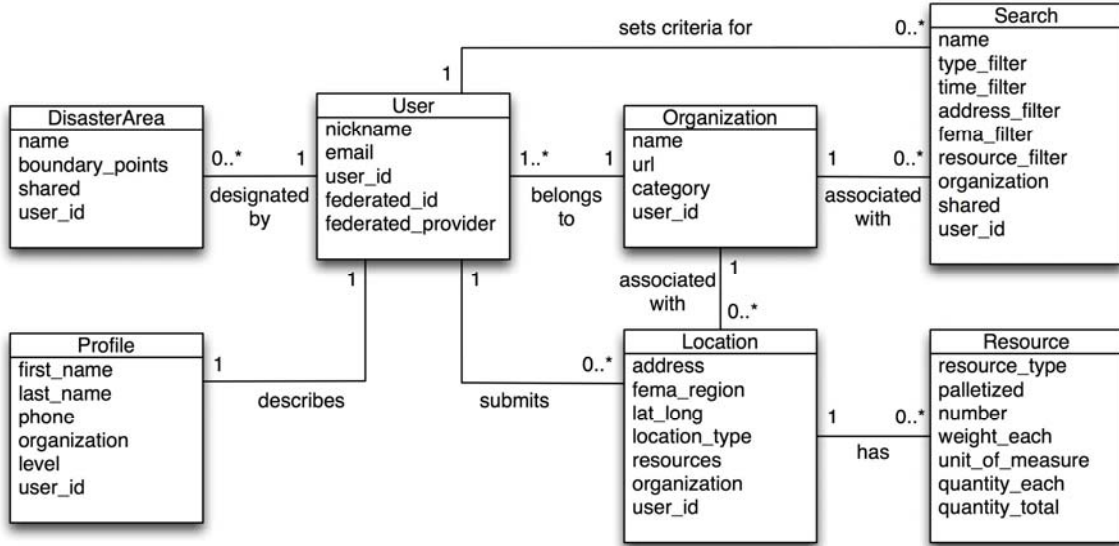 sets criteria for
1
0..*
Search
name
type_filter
time_filter
address_filter
fema_filter
resource_filter
organization
shared
user_id
DisasterArea
name
boundary_points
shared
user_id
0..*
1
designated
by
User
nickname
email
user_id
federated_id
federated_provider
1..*
1
belongs
to
Organization
name
url
category
user_id
1
0..*
associated
with
1
1
describes
1
0..*
submits
associated
with
1
0..*
Profile
first_name
last_name
phone
organization
level
user_id
Location
address
fema_region
lat_long
location_type
resources
organization
user_id
1
0..*
has
Resource
resource_type
palletized
number
weight_each
unit_of_measure
quantity_each
quantity_total